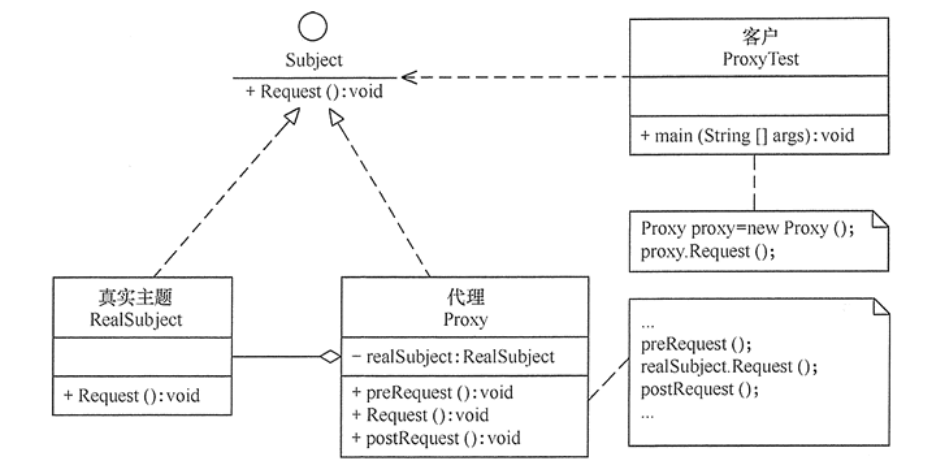 Subject
+ Request ():void
客户
ProxyTest
+ main (String [] args):void
Proxy proxy=new Proxy ();
proxy.Request ();
真实主题
RealSubject
+ Request ():void
代理
Proxy
− realSubject:RealSubject
+ preRequest ():void
+ Request ():void
+ postRequest ():void
...
preRequest ();
realSubject.Request ();
postRequest ();
...